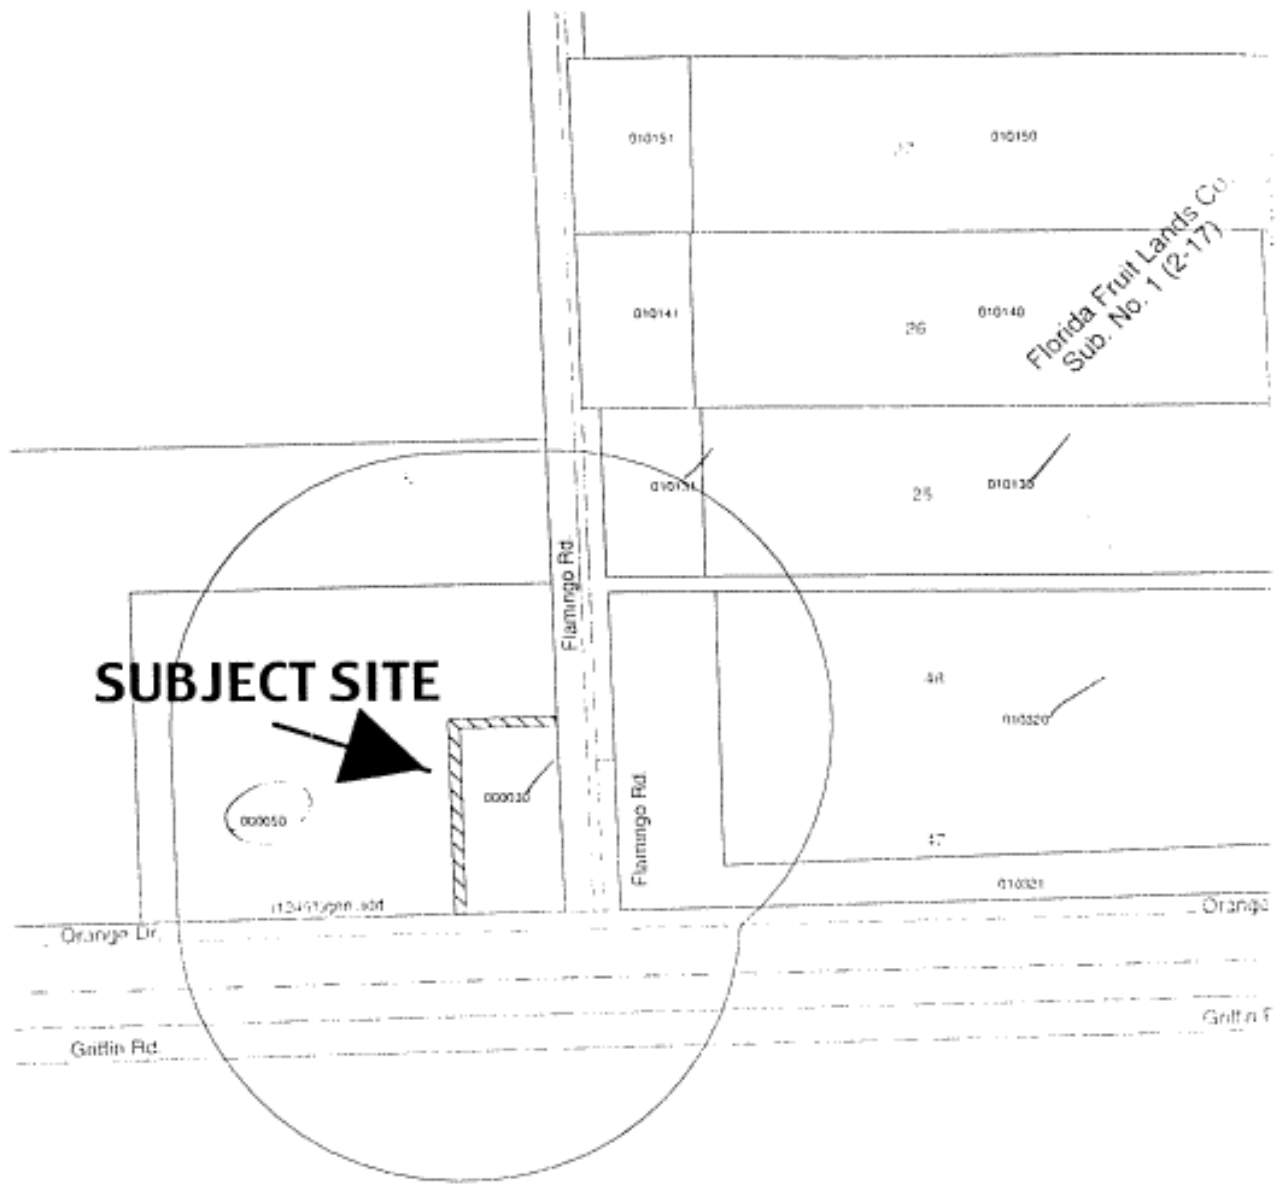 010151
010150
Florida Fruit Lands Co.
Sub. No. 1 (2-17)
010141
26
010140
010131
25
010130
Flamingo Rd.
SUBJECT SITE
48
010320
000030
000050
Flamingo Rd.
47
010321
Orange Dr.
Orange
Griffin Rd.
Griffin R